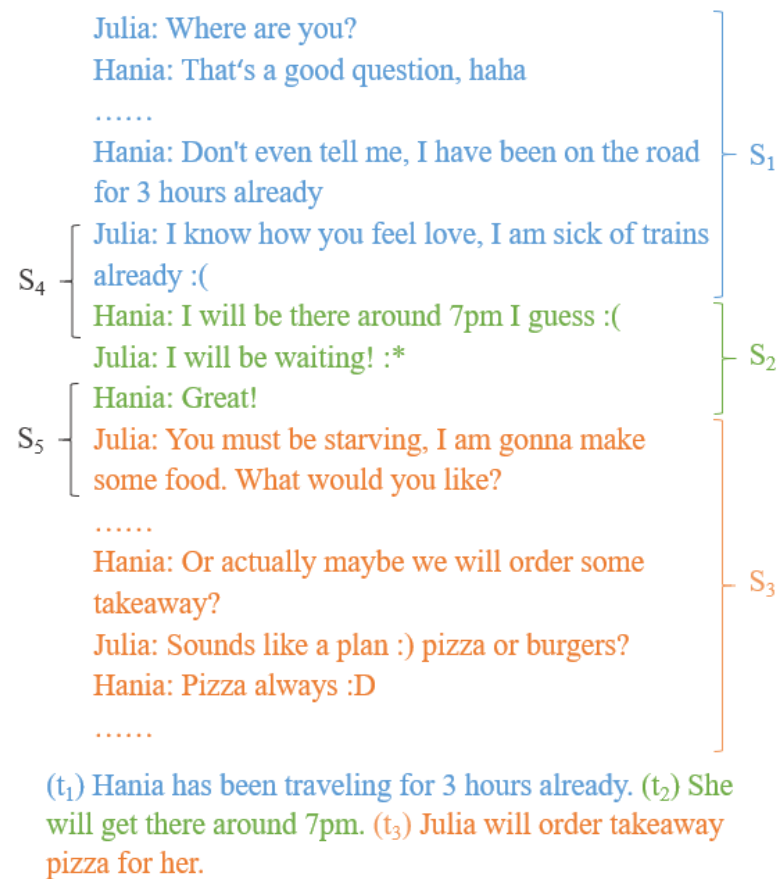 Julia: Where are you?
Hania: That‘s a good question, haha
……
Hania: Don't even tell me, I have been on the road
for 3 hours already
S1
Julia: I know how you feel love, I am sick of trains
already :(
S4
Hania: I will be there around 7pm I guess :(
Julia: I will be waiting! :*
S2
Hania: Great!
Julia: You must be starving, I am gonna make
S5
some food. What would you like?
……
Hania: Or actually maybe we will order some
takeaway?
S3
Julia: Sounds like a plan :) pizza or burgers?
Hania: Pizza always :D
……
(t1) Hania has been traveling for 3 hours already. (t2) She
will get there around 7pm. (t3) Julia will order takeaway
pizza for her.